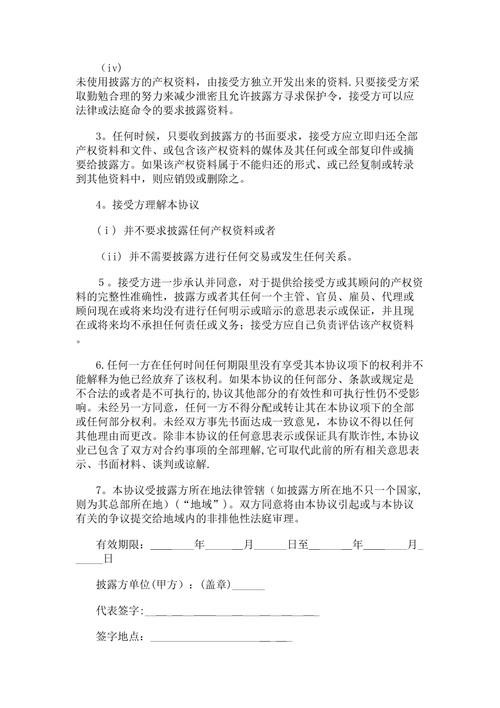 （iv)
未使用披露方的产权资料，由接受方独立开发出来的资料.只要接受方采
取勤勉合理的努力来减少泄密且允许披露方寻求保护令，接受方可以应
法律或法庭命令的要求披露资料。
3。任何时候，只要收到披露方的书面要求，接受方应立即归还全部
产权资料和文件、或包含该产权资料的媒体及其任何或全部复印件或摘
要给披露方。如果该产权资料属于不能归还的形式、或已经复制或转录
到其他资料中，则应销毁或删除之。
4。接受方理解本协议
(ⅰ) 并不要求披露任何产权资料或者
（ii) 并不需要披露方进行任何交易或发生任何关系。
５。接受方进一步承认并同意，对于提供给接受方或其顾问的产权资
料的完整性准确性，披露方或者其任何一个主管、官员、雇员、代理或
顾问现在或将来均没有进行任何明示或暗示的意思表示或保证，并且现
在或将来均不承担任何责任或义务；接受方应自己负责评估该产权资料
。
6.任何一方在任何时间任何期限里没有享受其本协议项下的权利并不
能解释为他已经放弃了该权利。如果本协议的任何部分、条款或规定是
不合法的或者是不可执行的,协议其他部分的有效性和可执行性仍不受影
响。未经另一方同意，任何一方不得分配或转让其在本协议项下的全部
或任何部分权利。未经双方事先书面达成一致意见，本协议不得以任何
其他理由而更改。除非本协议的任何意思表示或保证具有欺诈性,本协议
业已包含了双方对合约事项的全部理解,它可取代此前的所有相关意思表
示、书面材料、谈判或谅解.
7。本协议受披露方所在地法律管辖（如披露方所在地不只一个国家,
则为其总部所在地）(“地域”)。双方同意将由本协议引起或与本协议
有关的争议提交给地域内的非排他性法庭审理。
有效期限: ______年______月______日至______年______月_
_____日
披露方单位(甲方）: (盖章)______
代表签字:________________________
签字地点：____________________